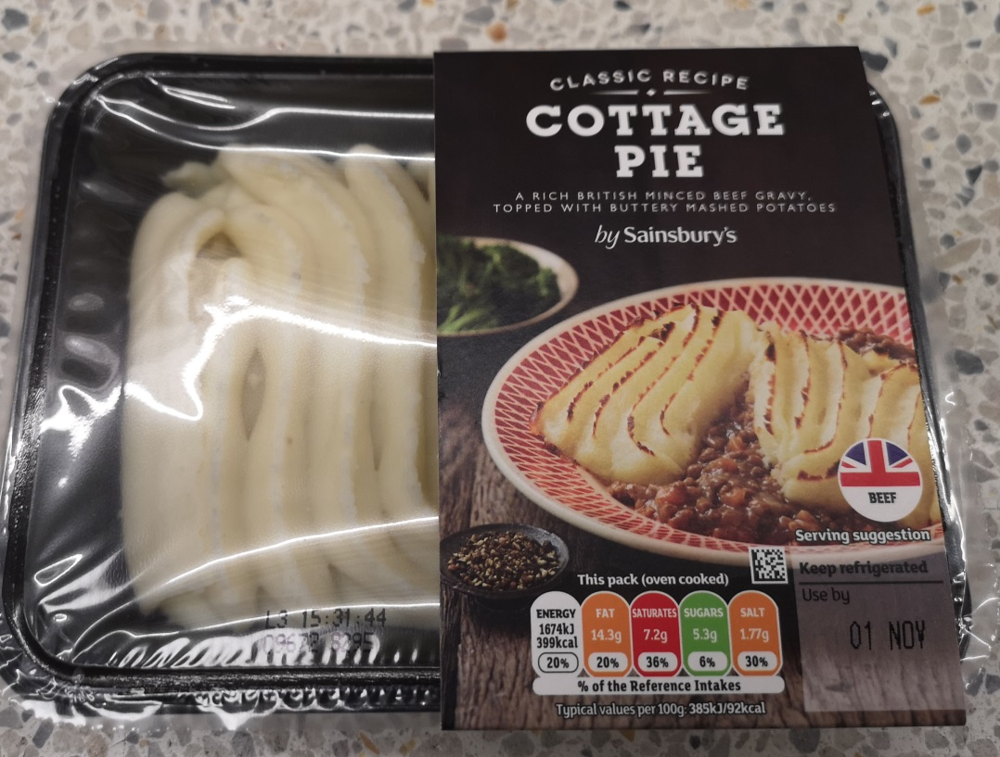 CLASSIC RECIPE
COTTAGE
PIE
A RICH BRITISH MINCED BEEF GRAVY,
TOPPED WITH BUTTERY MASHED POTATOES
by Sainsbury's
BEEF
Serving suggestion
Keep refrigerated
Use by
01 NOV
This pack (oven cooked)
ENERGY FAT SATURATES SUGARS SALT
1674kJ
399kcal 14.3g 7.2g 5.3g 1.77g
20% 20% 36% 6% 30%
% of the Reference Intakes
Typical values per 100g: 385kJ/92kcal
L3 15:31:44